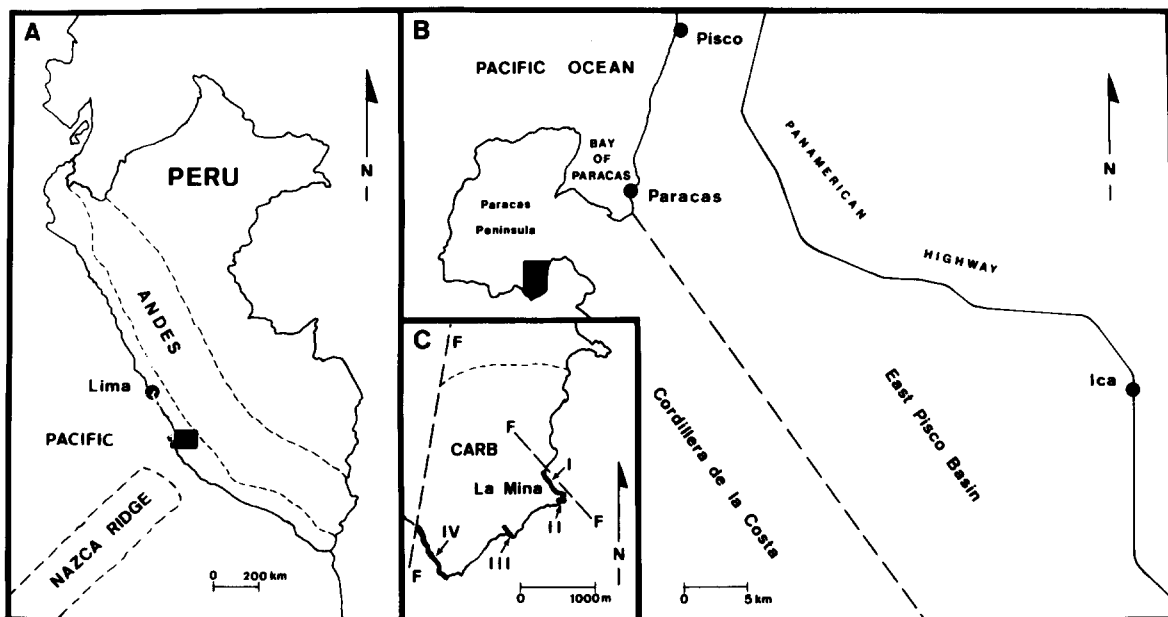 A
PERU
N
ANDES
Lima
PACIFIC
NAZCA RIDGE
0 200 km
B
Pisco
PACIFIC OCEAN
BAY
OF
PARACAS
Paracas
Paracas
Peninsula
N
PANAMERICAN
HIGHWAY
Ica
East Pisco Basin
Cordillera de la Costa
0 5 km
C
F
F
CARB
I
La Mina
II
F
III
IV
F
N
0 1000 m